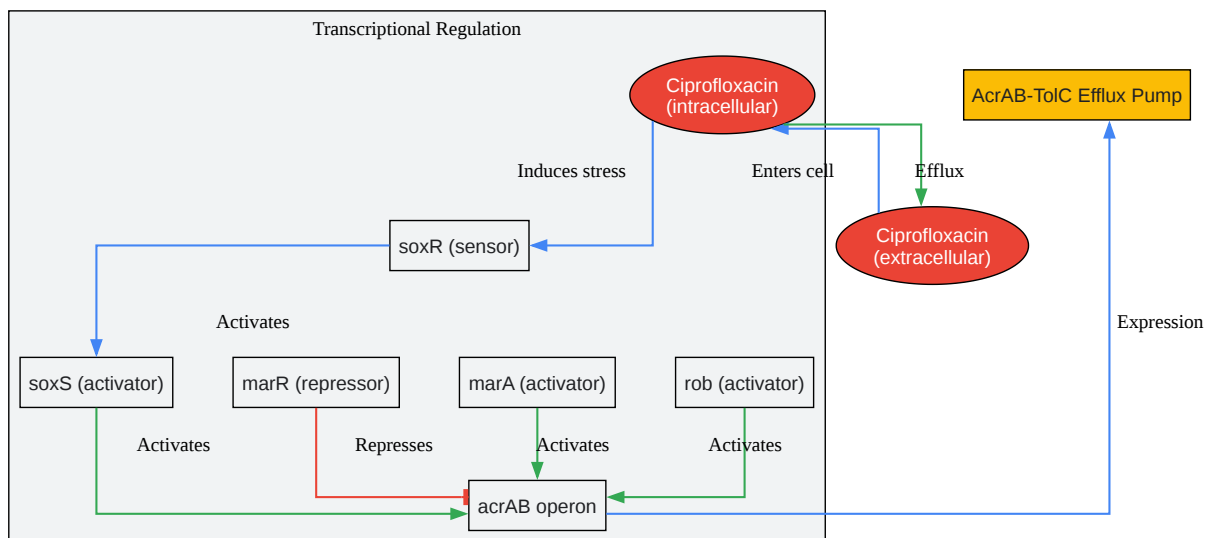 Transcriptional Regulation
Ciprofloxacin
(intracellular)
AcrAB-TolC Efflux Pump
Induces stress
Enters cell
Efflux
soxR (sensor)
Ciprofloxacin
(extracellular)
Activates
Expression
soxS (activator)
marR (repressor)
marA (activator)
rob (activator)
Activates
Represses
Activates
Activates
acrAB operon